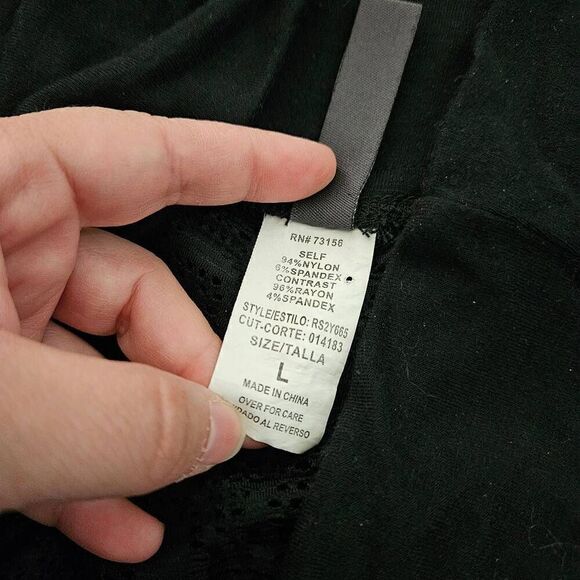 RN# 73156
SELF
94%NYLON
6%SPANDEX
CONTRAST
96%RAYON
4%SPANDEX
STYLE/ESTILO: RS2Y665
CUT-CORTE: 014183
SIZE/TALLA
L
MADE IN CHINA
OVER FOR CARE
AL REVERSO